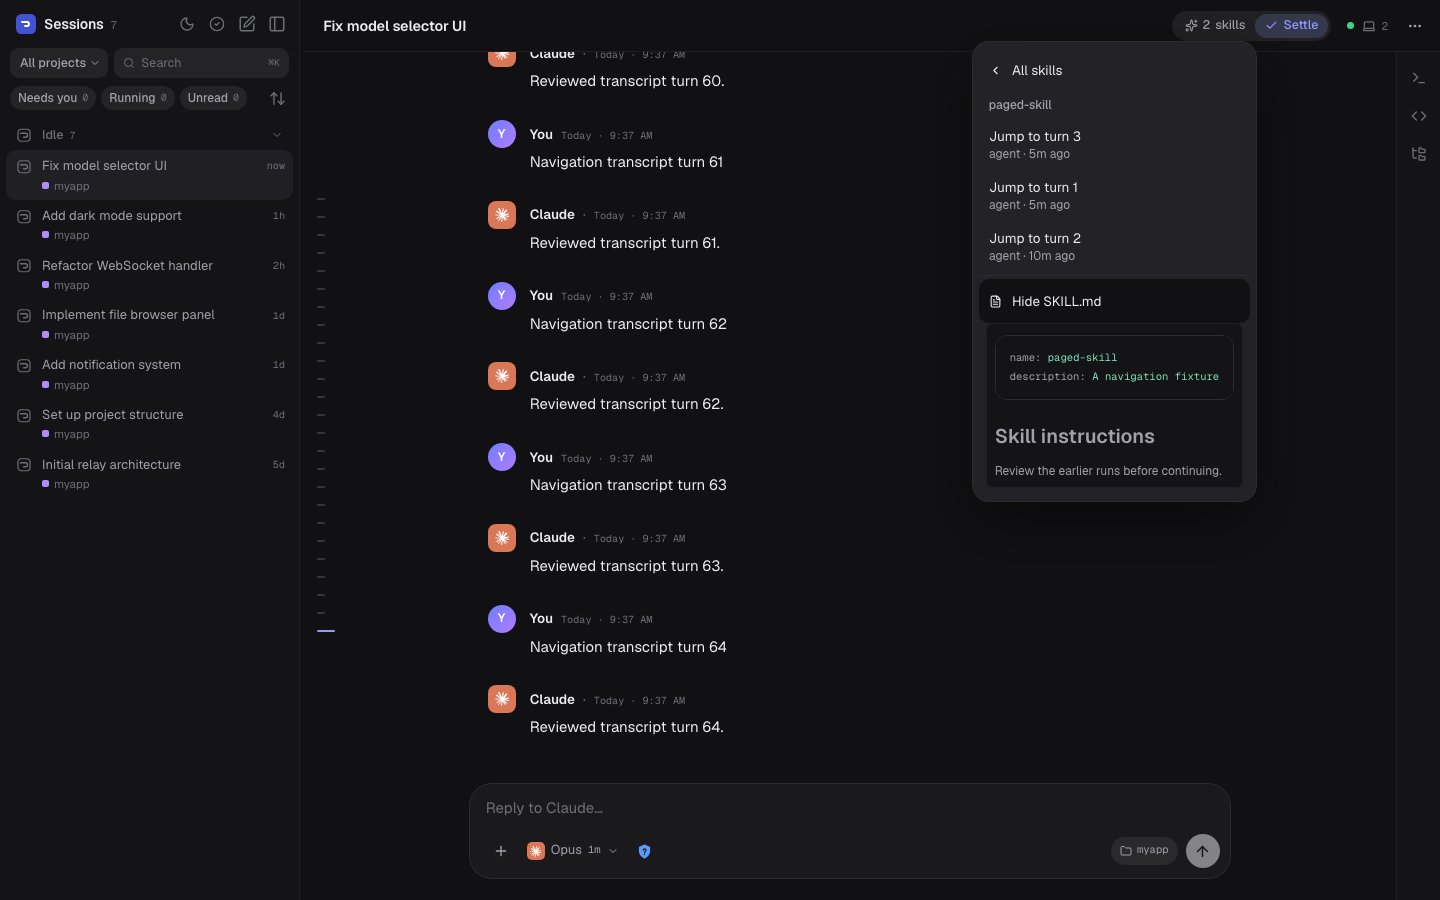 Sessions 7
All projects
Search ⌘K
Needs you 0
Running 0
Unread 0
Idle 7
Fix model selector UI now
myapp
Add dark mode support 1h
myapp
Refactor WebSocket handler 2h
myapp
Implement file browser panel 1d
myapp
Add notification system 1d
myapp
Set up project structure 4d
myapp
Initial relay architecture 5d
myapp
Fix model selector UI
2 skills
Settle
2
Claude · Today · 9:37 AM
Reviewed transcript turn 60.
Y You Today · 9:37 AM
Navigation transcript turn 61
Claude · Today · 9:37 AM
Reviewed transcript turn 61.
Y You Today · 9:37 AM
Navigation transcript turn 62
Claude · Today · 9:37 AM
Reviewed transcript turn 62.
Y You Today · 9:37 AM
Navigation transcript turn 63
Claude · Today · 9:37 AM
Reviewed transcript turn 63.
Y You Today · 9:37 AM
Navigation transcript turn 64
Claude · Today · 9:37 AM
Reviewed transcript turn 64.
All skills
paged-skill
Jump to turn 3
agent · 5m ago
Jump to turn 1
agent · 5m ago
Jump to turn 2
agent · 10m ago
Hide SKILL.md
name: paged-skill
description: A navigation fixture
Skill instructions
Review the earlier runs before continuing.
Reply to Claude…
Opus 1m
?
myapp